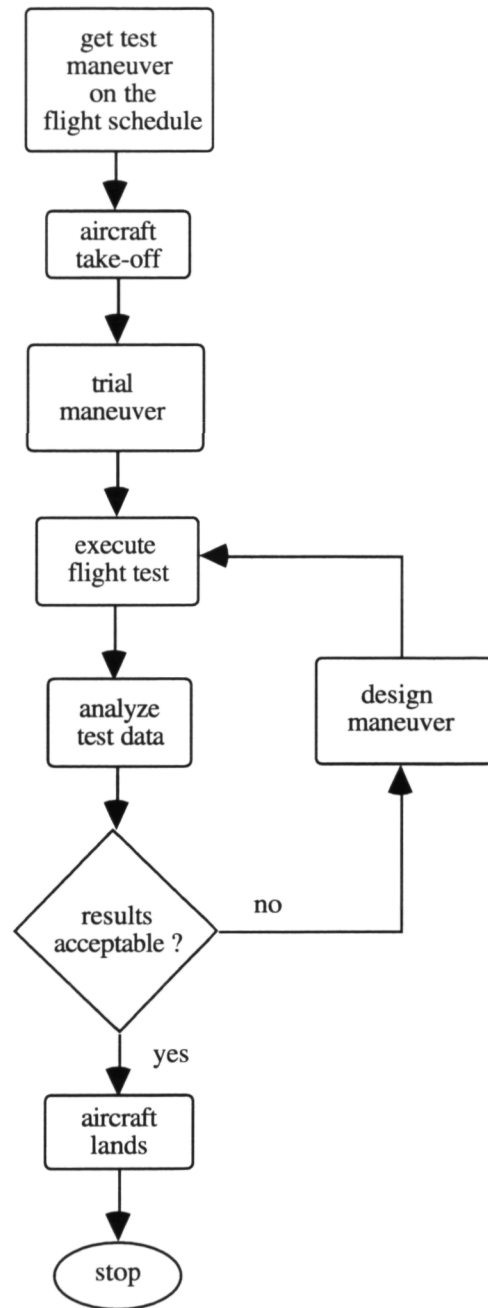 get test
maneuver
on the
flight schedule
aircraft
take-off
trial
maneuver
execute
flight test
analyze
test data
design
maneuver
results
acceptable ?
no
yes
aircraft
lands
stop